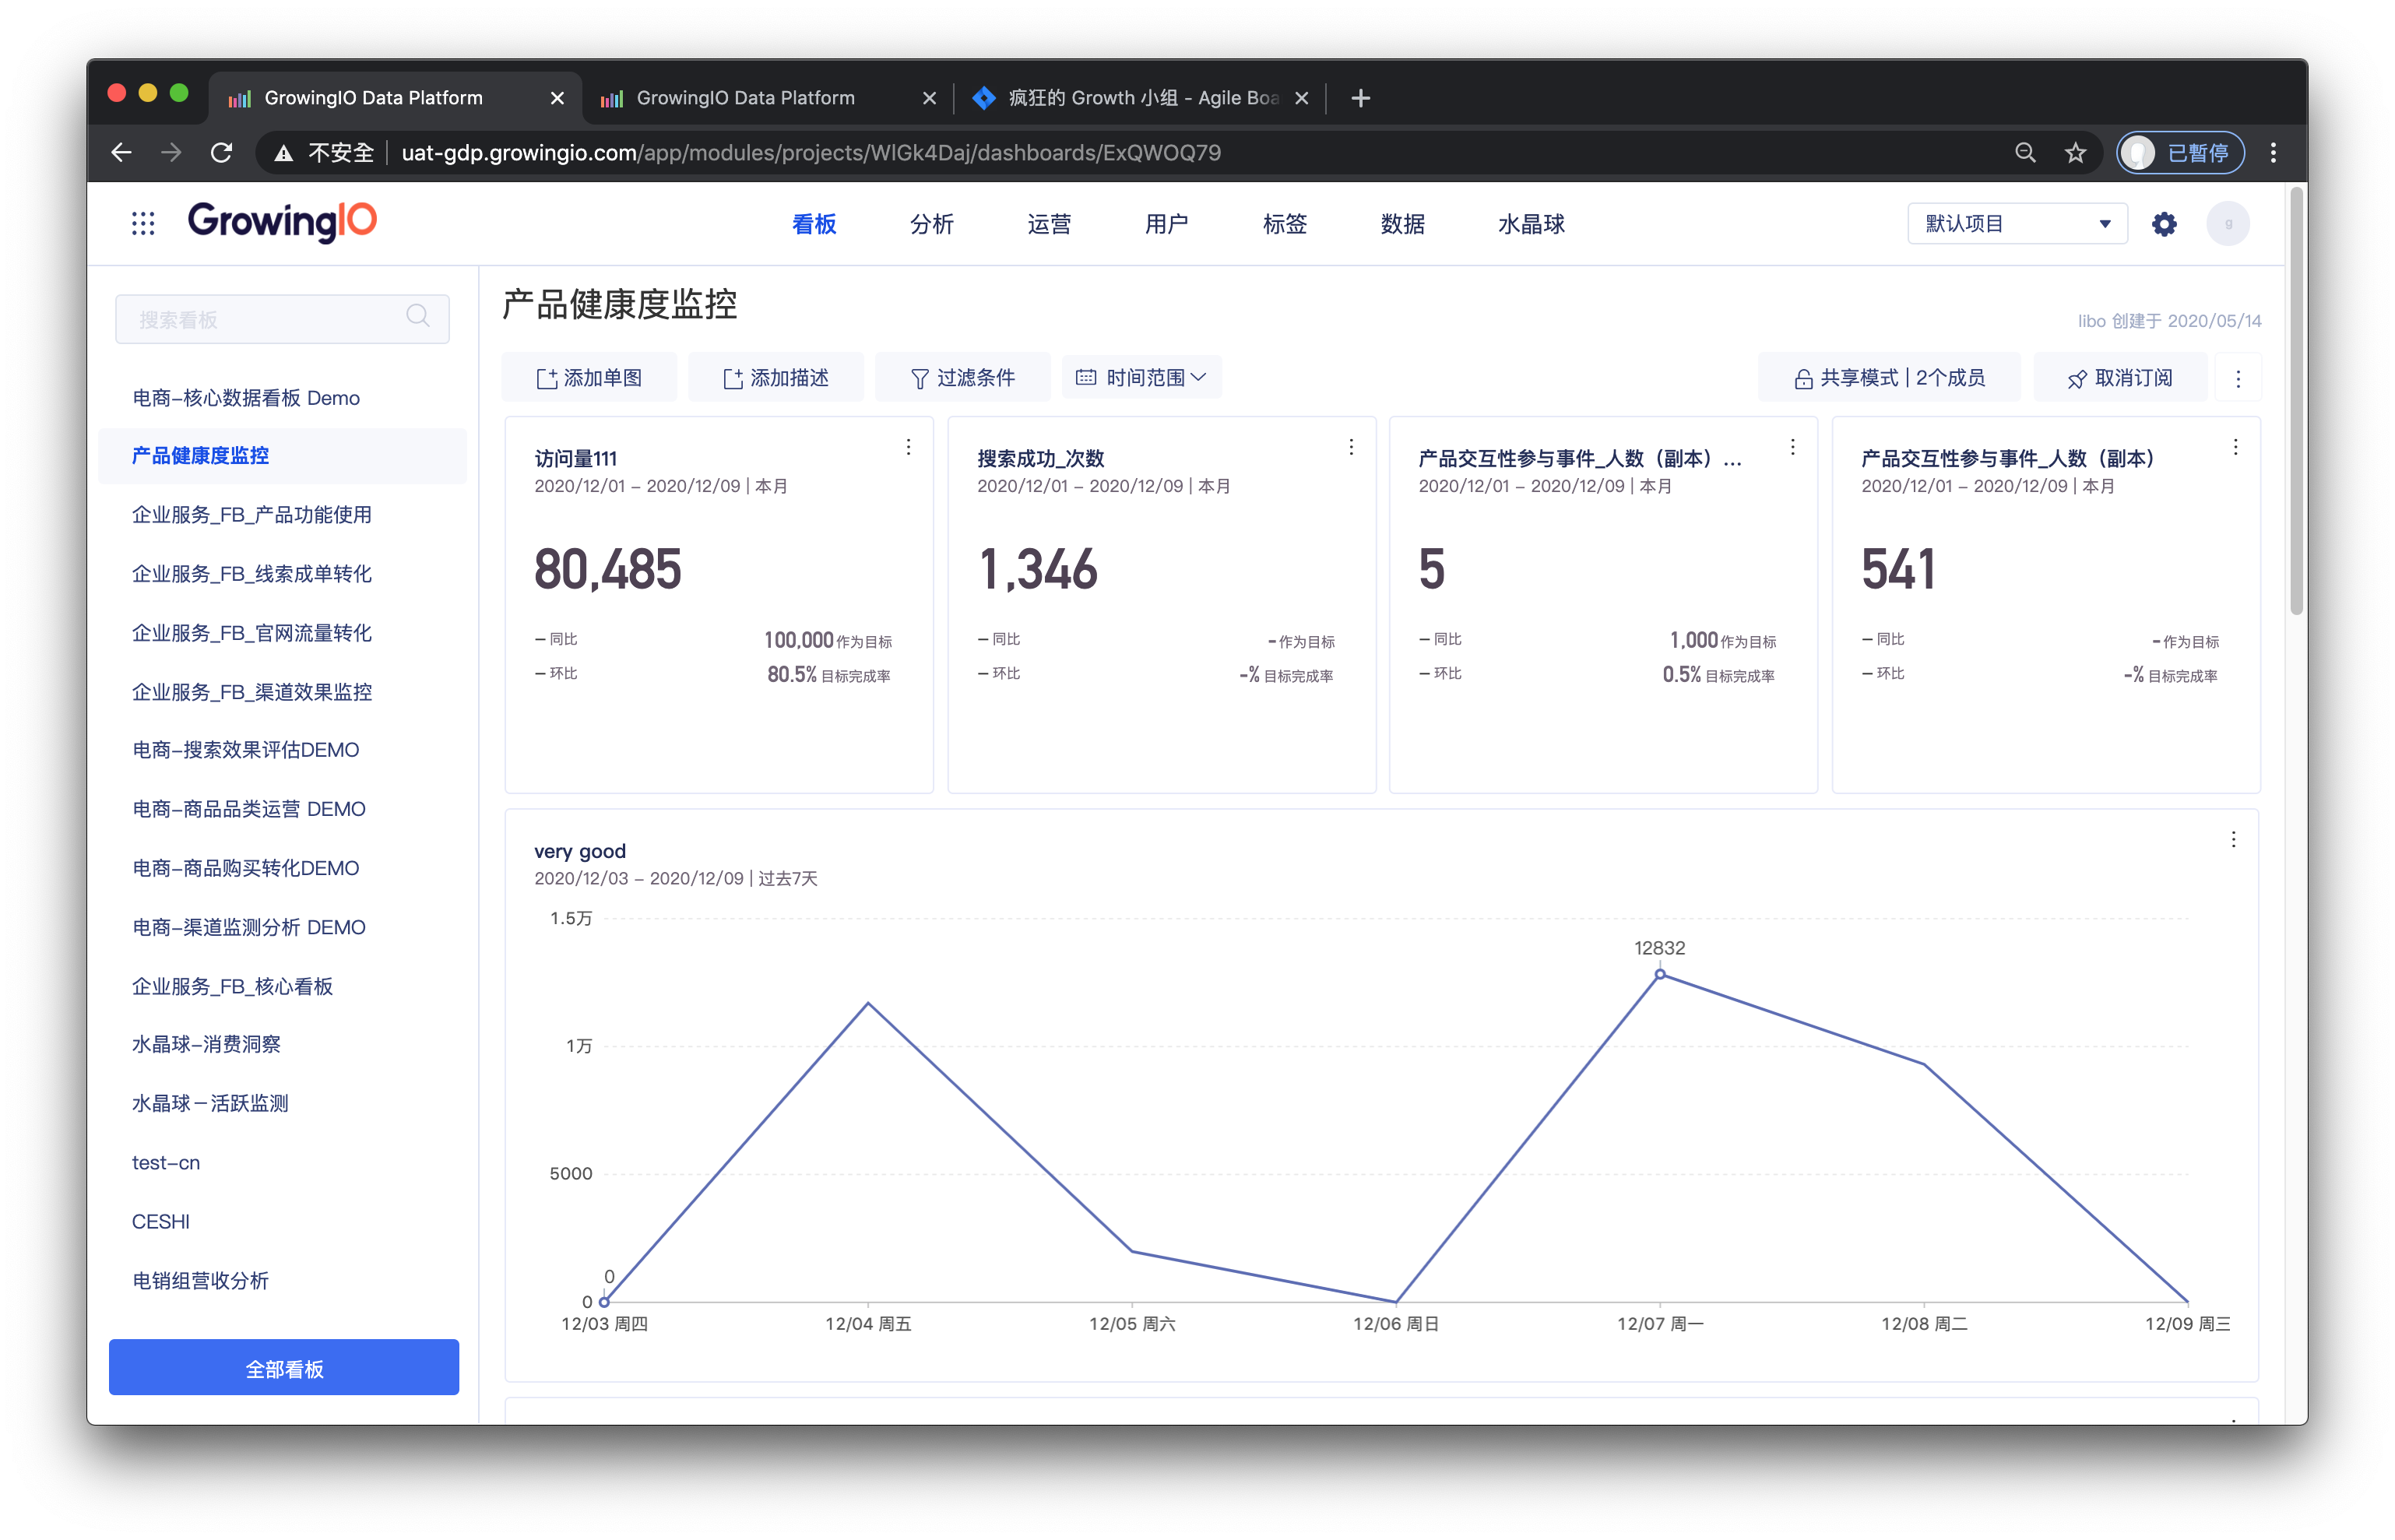 GrowingIO Data Platform
GrowingIO Data Platform
疯狂的 Growth 小组 - Agile Boa
不安全
uat-gdp.growingio.com/app/modules/projects/WlGk4Daj/dashboards/ExQWOQ79
已暂停
GrowingIO
看板 分析 运营 用户 标签 数据 水晶球
默认项目
g
搜索看板
电商-核心数据看板 Demo
产品健康度监控
企业服务_FB_产品功能使用
企业服务_FB_线索成单转化
企业服务_FB_官网流量转化
企业服务_FB_渠道效果监控
电商-搜索效果评估DEMO
电商-商品品类运营 DEMO
电商-商品购买转化DEMO
电商-渠道监测分析 DEMO
企业服务_FB_核心看板
水晶球-消费洞察
水晶球－活跃监测
test-cn
CESHI
电销组营收分析
全部看板
产品健康度监控
libo 创建于 2020/05/14
添加单图
添加描述
过滤条件
时间范围
共享模式 | 2个成员
取消订阅
访问量111
2020/12/01 - 2020/12/09 | 本月
80,485
- 同比
100,000 作为目标
- 环比
80.5% 目标完成率
搜索成功_次数
2020/12/01 - 2020/12/09 | 本月
1,346
- 同比
- 作为目标
- 环比
-% 目标完成率
产品交互性参与事件_人数（副本）...
2020/12/01 - 2020/12/09 | 本月
5
- 同比
1,000 作为目标
- 环比
0.5% 目标完成率
产品交互性参与事件_人数（副本）
2020/12/01 - 2020/12/09 | 本月
541
- 同比
- 作为目标
- 环比
-% 目标完成率
very good
2020/12/03 - 2020/12/09 | 过去7天
1.5万
12832
1万
5000
0
0
12/03 周四 12/04 周五 12/05 周六 12/06 周日 12/07 周一 12/08 周二 12/09 周三